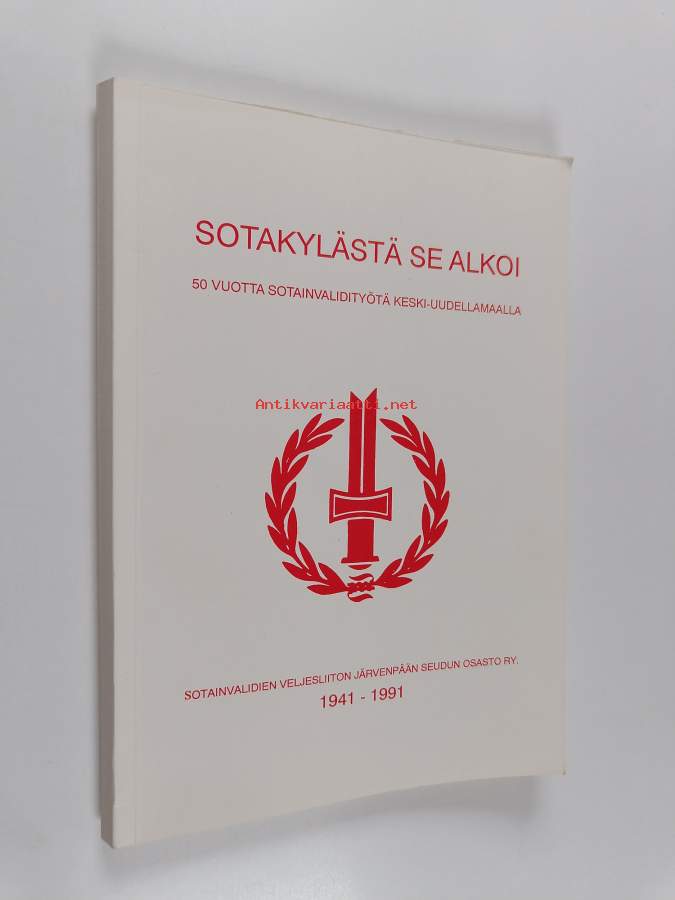 SOTAKYLÄSTÄ SE ALKOI
50 VUOTTA SOTAINVALIDITYÖTÄ KESKI-UUDELLAMAALLA
Antikvariaatti.net
SOTAINVALIDIEN VELJESLIITON JÄRVENPÄÄN SEUDUN OSASTO RY.
1941 - 1991